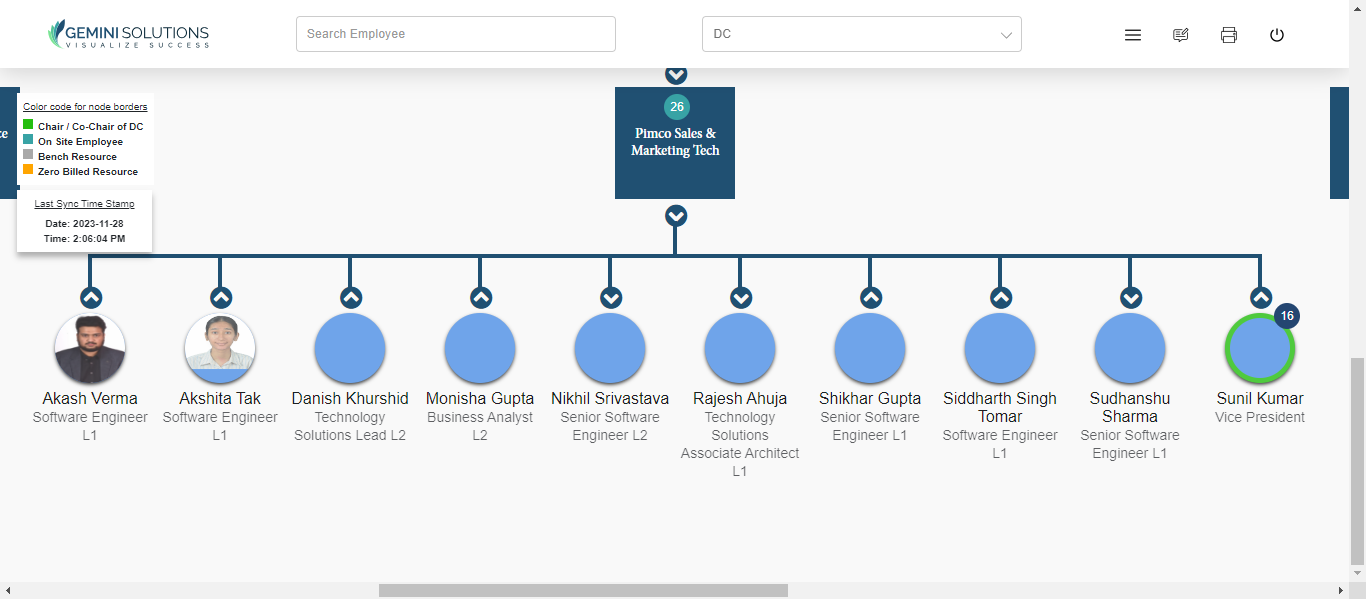 GEMINI SOLUTIONS
VISUALIZE SUCCESS
Search Employee
DC
Color code for node borders
Chair / Co-Chair of DC
On Site Employee
Bench Resource
Zero Billed Resource
Last Sync Time Stamp
Date: 2023-11-28
Time: 2:06:04 PM
26
Pimco Sales &
Marketing Tech
Akash Verma
Software Engineer
L1
Akshita Tak
Software Engineer
L1
Danish Khurshid
Technology
Solutions Lead L2
Monisha Gupta
Business Analyst
L2
Nikhil Srivastava
Senior Software
Engineer L2
Rajesh Ahuja
Technology
Solutions
Associate Architect
L1
Shikhar Gupta
Senior Software
Engineer L1
Siddharth Singh
Tomar
Software Engineer
L1
Sudhanshu
Sharma
Senior Software
Engineer L1
16
Sunil Kumar
Vice President